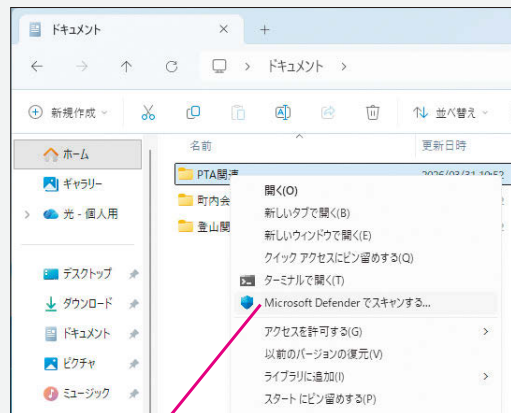 ドキュメント
ドキュメント
新規作成
並べ替え
名前
更新日時
ホーム
ギャラリー
光 - 個人用
デスクトップ
ダウンロード
ドキュメント
ピクチャ
ミュージック
PTA関連
2026/03/31 10:52
町内会
登山関
開く(O)
新しいタブで開く(B)
新しいウィンドウで開く(E)
クイック アクセスにピン留めする(Q)
ターミナルで開く(T)
Microsoft Defender でスキャンする...
アクセスを許可する(G)
以前のバージョンの復元(V)
ライブラリに追加(I)
スタート にピン留めする(P)